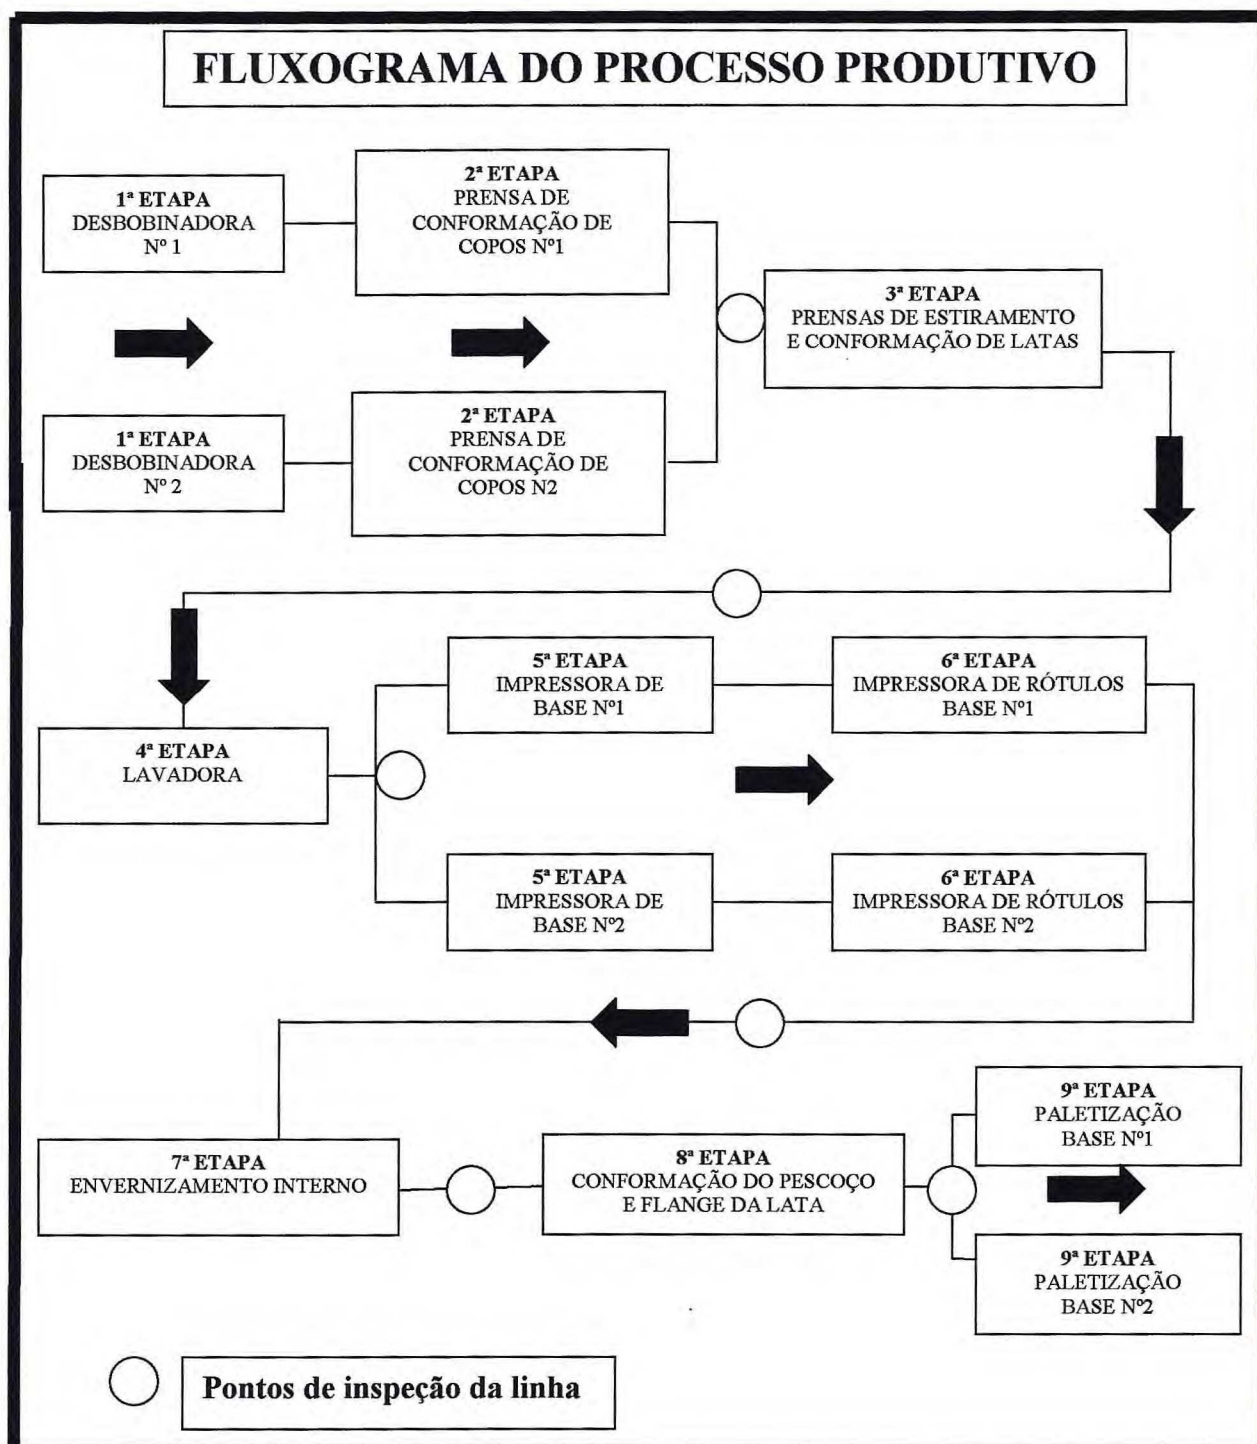 FLUXOGRAMA DO PROCESSO PRODUTIVO
1ª ETAPA
DESBOBINADORA
Nº 1
2ª ETAPA
PRENSA DE
CONFORMAÇÃO DE
COPOS Nº1
3ª ETAPA
PRENSAS DE ESTIRAMENTO
E CONFORMAÇÃO DE LATAS
1ª ETAPA
DESBOBINADORA
Nº 2
2ª ETAPA
PRENSA DE
CONFORMAÇÃO DE
COPOS N2
5ª ETAPA
IMPRESSORA DE
BASE Nº1
6ª ETAPA
IMPRESSORA DE RÓTULOS
BASE Nº1
4ª ETAPA
LAVADORA
5ª ETAPA
IMPRESSORA DE
BASE Nº2
6ª ETAPA
IMPRESSORA DE RÓTULOS
BASE Nº2
7ª ETAPA
ENVERNIZAMENTO INTERNO
8ª ETAPA
CONFORMAÇÃO DO PESCOÇO
E FLANGE DA LATA
9ª ETAPA
PALETIZAÇÃO
BASE Nº1
9ª ETAPA
PALETIZAÇÃO
BASE Nº2
Pontos de inspeção da linha